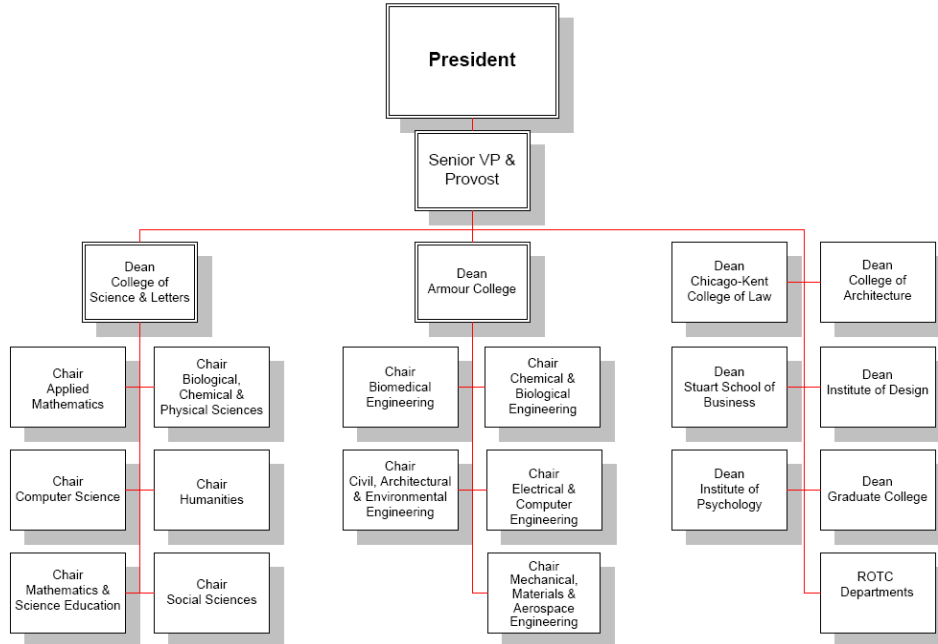 President
Senior VP &
Provost
Dean
College of
Science & Letters
Dean
Armour College
Dean
Chicago-Kent
College of Law
Dean
College of
Architecture
Chair
Applied
Mathematics
Chair
Biological,
Chemical &
Physical Sciences
Chair
Biomedical
Engineering
Chair
Chemical &
Biological
Engineering
Dean
Stuart School of
Business
Dean
Institute of Design
Chair
Computer Science
Chair
Humanities
Chair
Civil, Architectural
& Environmental
Engineering
Chair
Electrical &
Computer
Engineering
Dean
Institute of
Psychology
Dean
Graduate College
Chair
Mathematics &
Science Education
Chair
Social Sciences
Chair
Mechanical,
Materials &
Aerospace
Engineering
ROTC
Departments